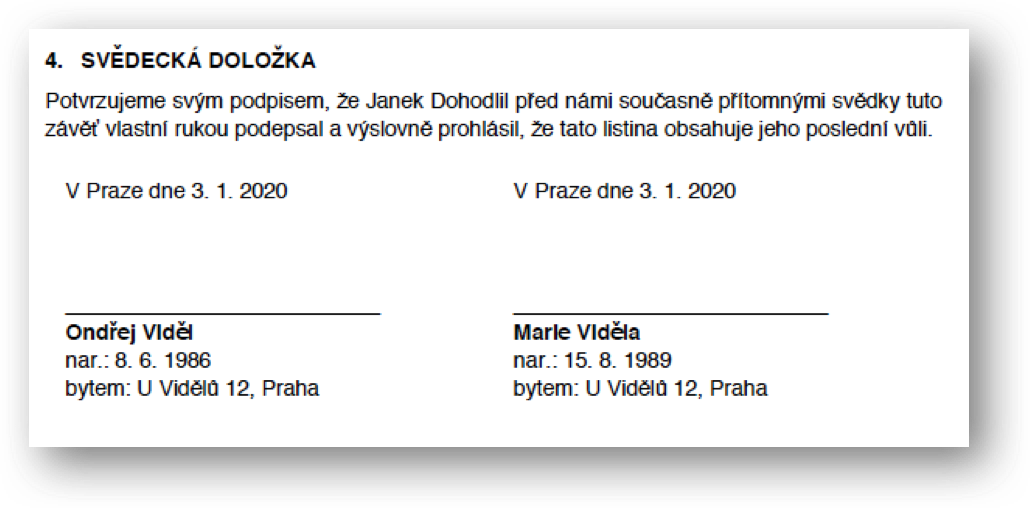 4. SVĚDECKÁ DOLOŽKA
Potvrzujeme svým podpisem, že Janek Dohodlil před námi současně přítomnými svědky tuto
závěť vlastní rukou podepsal a výslovně prohlásil, že tato listina obsahuje jeho poslední vůli.
V Praze dne 3. 1. 2020
V Praze dne 3. 1. 2020
Ondřej Viděl
nar.: 8. 6. 1986
bytem: U Vidělů 12, Praha
Marie Viděla
nar.: 15. 8. 1989
bytem: U Vidělů 12, Praha